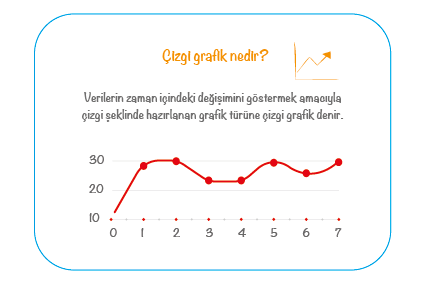 Çizgi grafik nedir?
Verilerin zaman içindeki değişimini göstermek amacıyla
çizgi şeklinde hazırlanan grafik türüne çizgi grafik denir.
30
20
10
0 1 2 3 4 5 6 7